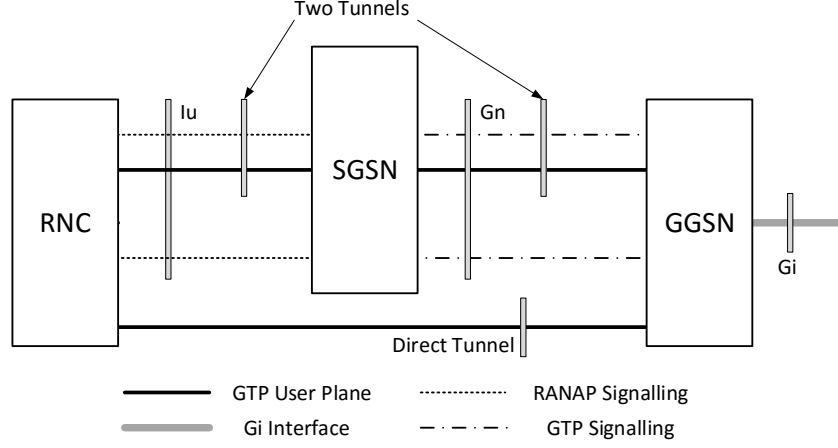 Two Tunnels
Iu
Gn
RNC
SGSN
GGSN
Gi
Direct Tunnel
GTP User Plane
RANAP Signalling
Gi Interface
GTP Signalling